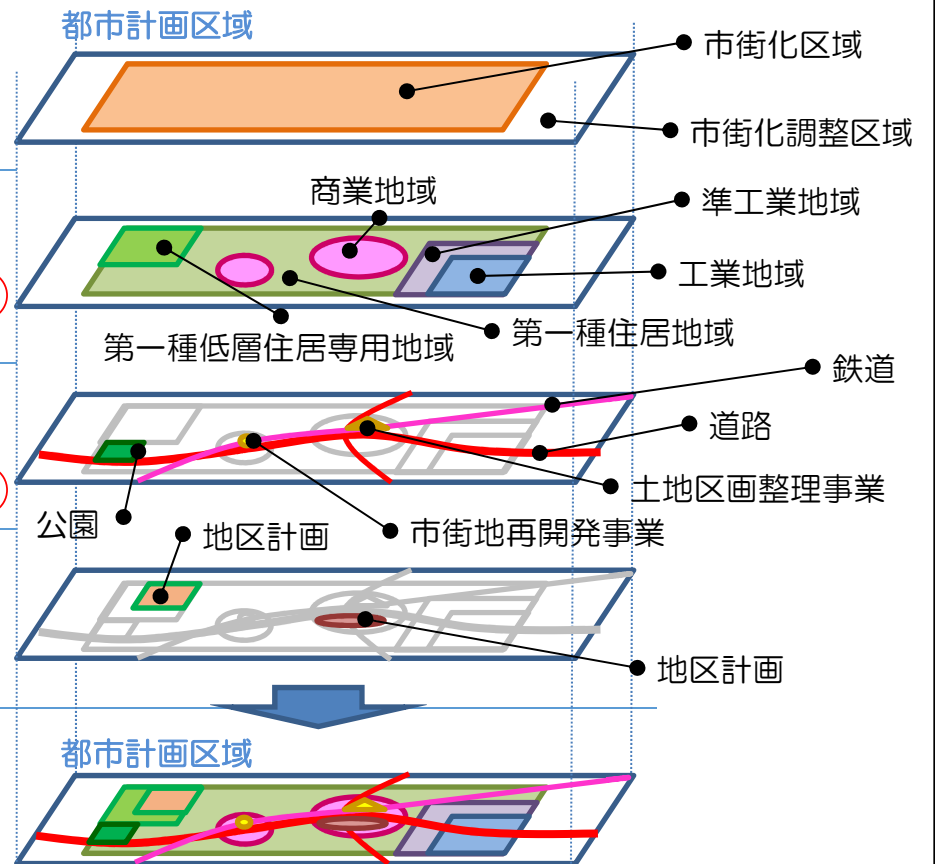 都市計画区域
市街化区域
市街化調整区域
商業地域
準工業地域
工業地域
第一種低層住居専用地域
第一種住居地域
鉄道
道路
土地区画整理事業
公園
市街地再開発事業
地区計画
地区計画
都市計画区域